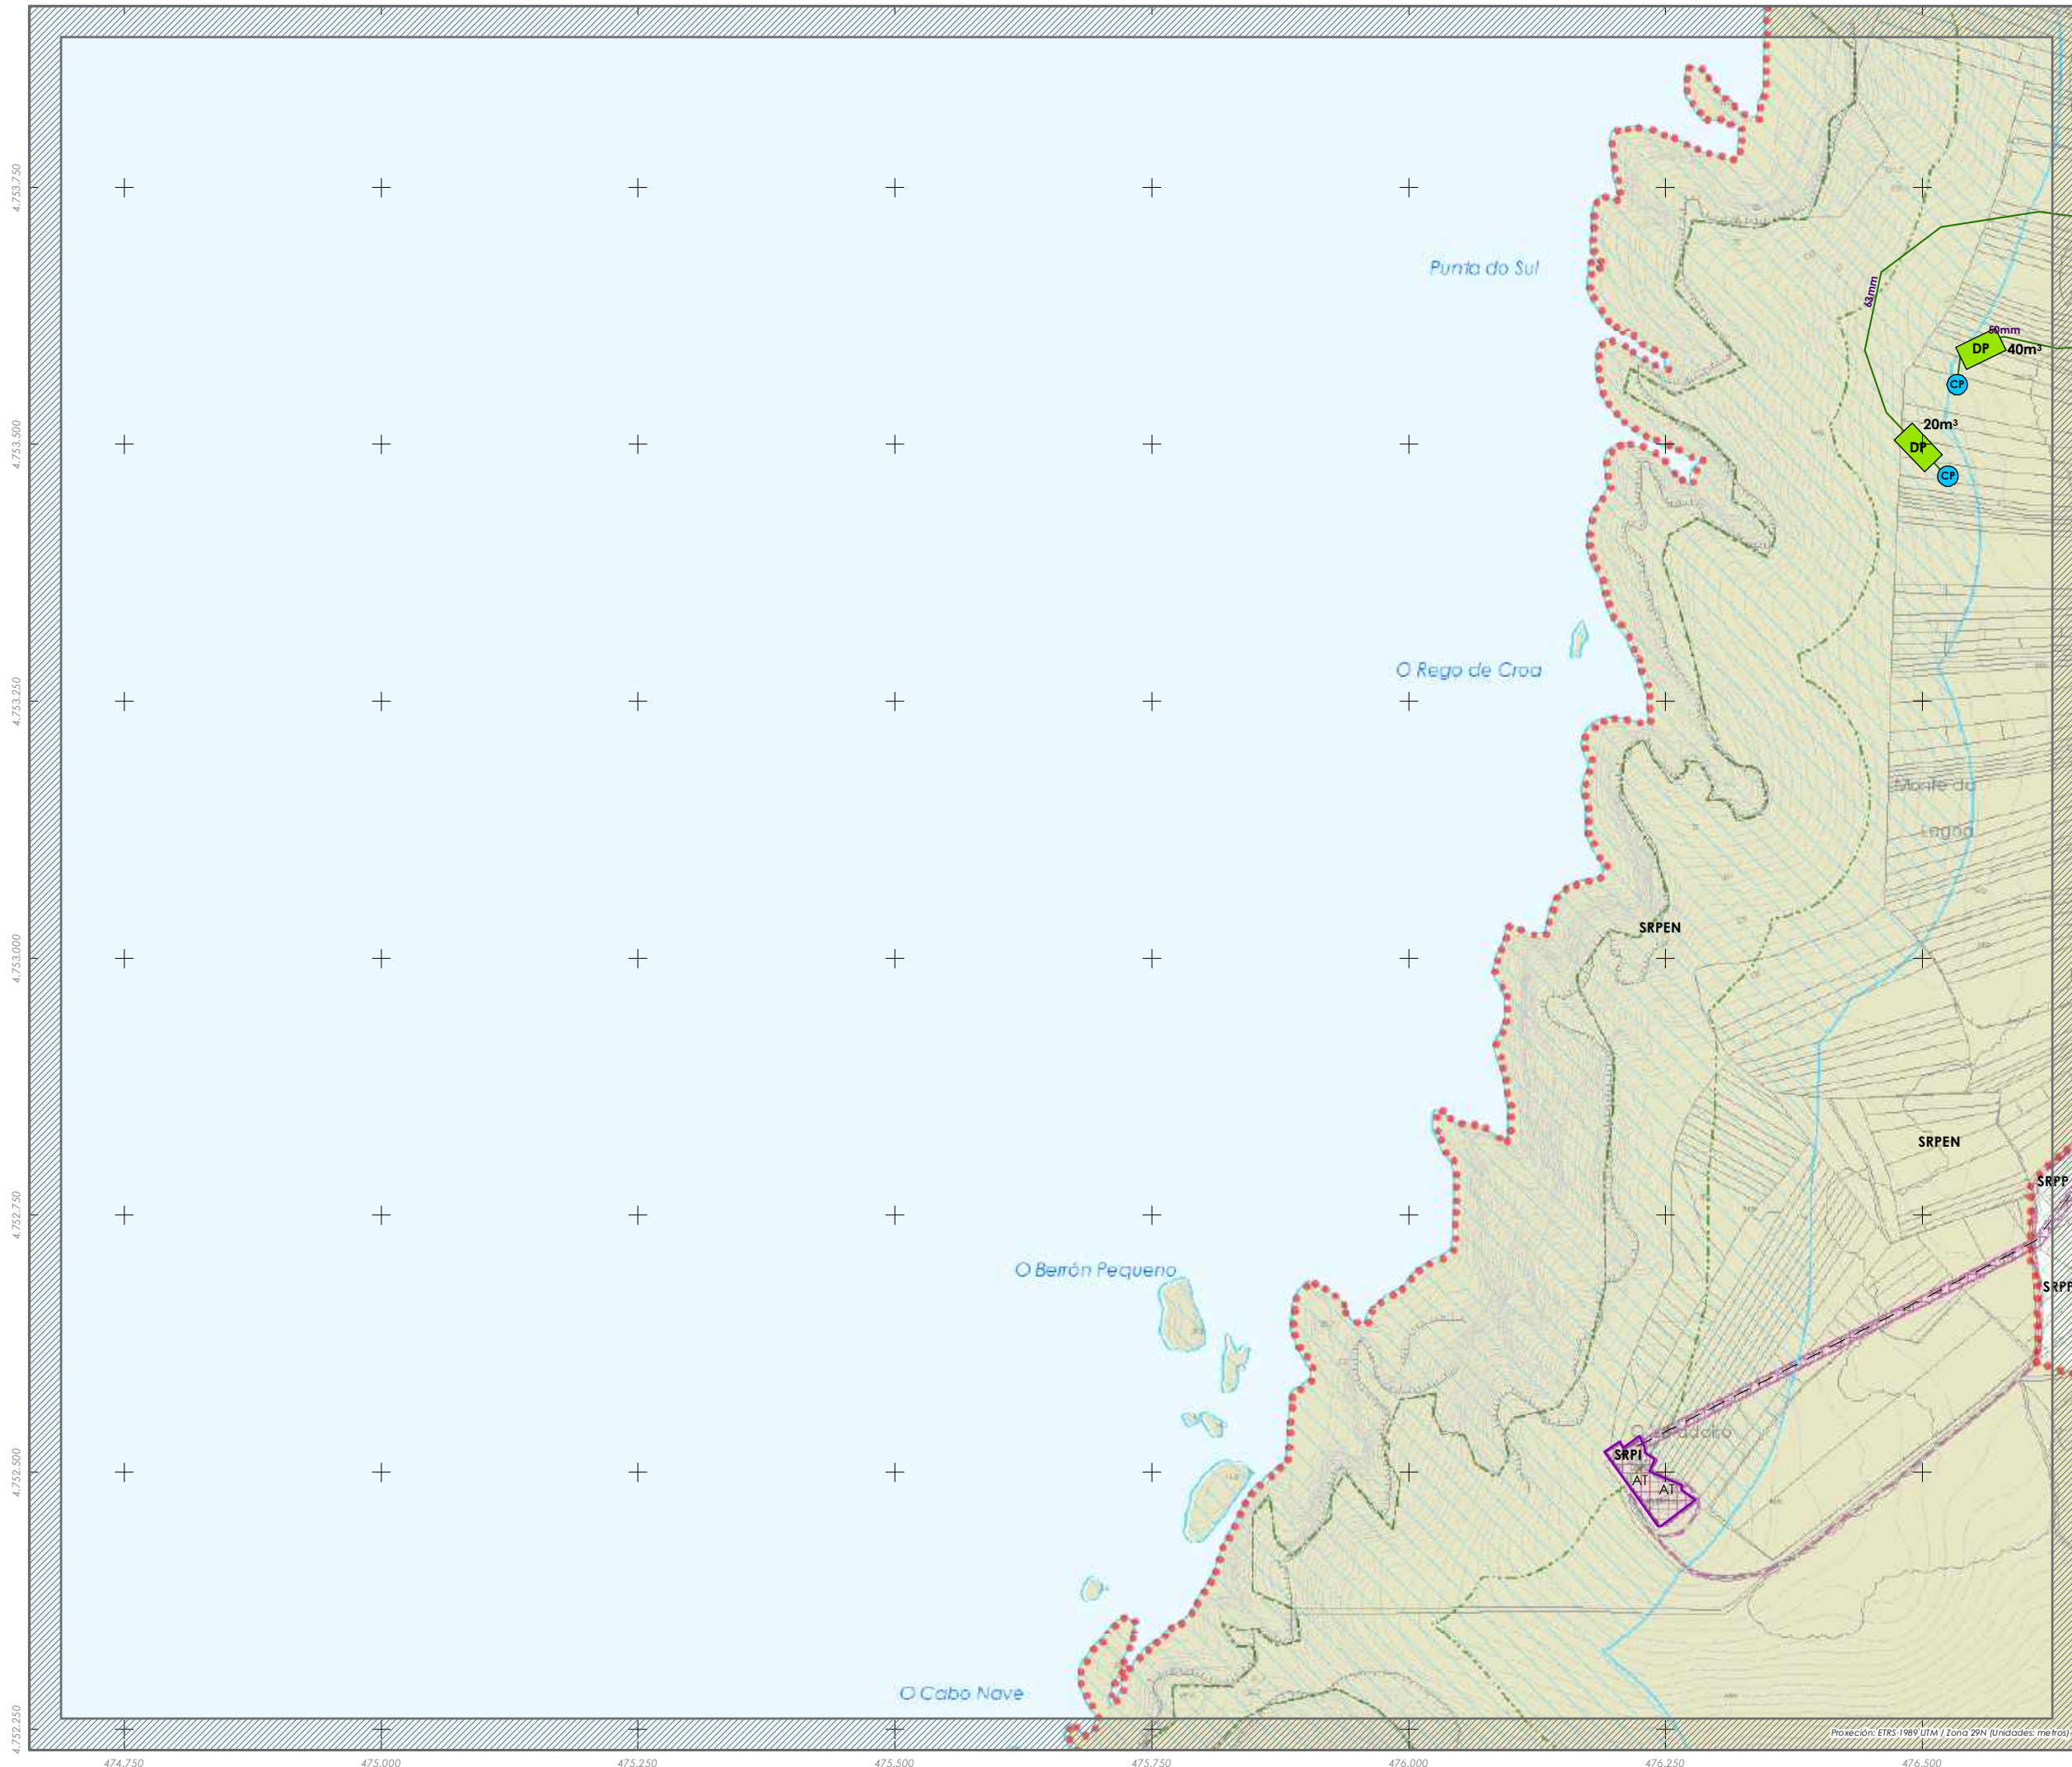 4.753.750
Punta do Sul
63mm
50mm
DP
40m³
CP
20m³
DP
CP
4.753.500
O Rego de Croa
4.753.250
Monte da
Lagoa
SRPEN
4.753.000
SRPEN
SRPP
4.752.750
O Berrón Pequeno
SRPI
AT
AT
4.752.500
O Cabo Nave
4.752.250
Proxección: ETRS 1989 UTM / Zona 29N (Unidades: metros)
474.750
475.000
475.250
475.500
475.750
476.000
476.250
476.500